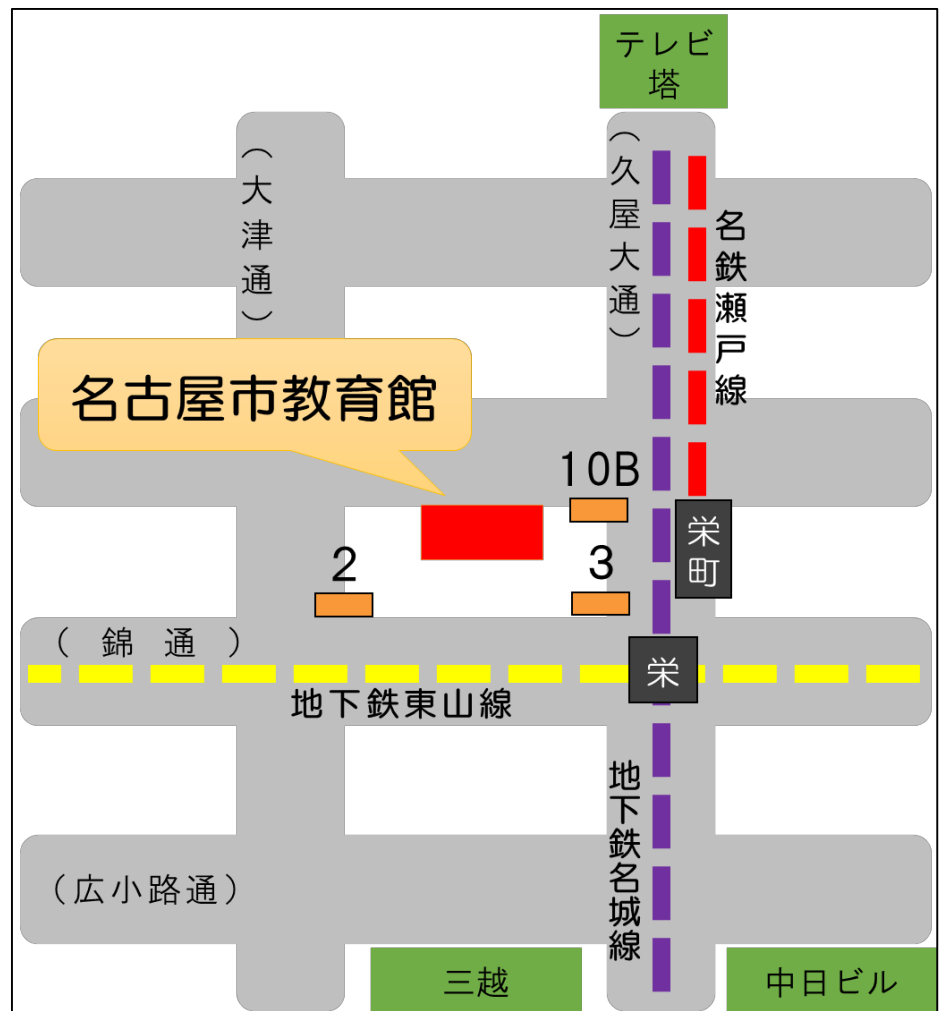 テレビ
塔
（大津通）
（久屋大通）
名鉄瀬戸線
名古屋市教育館
10B
栄町
2
3
（　錦　通　）
栄
地下鉄東山線
地下鉄名城線
（広小路通）
三越
中日ビル